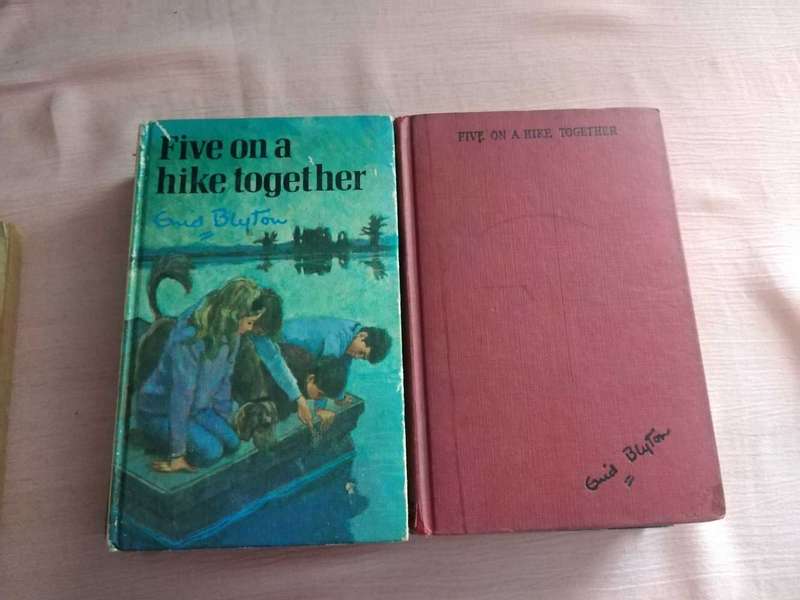 Five on a
hike together
Enid Blyton
FIVE ON A HIKE TOGETHER
Enid Blyton